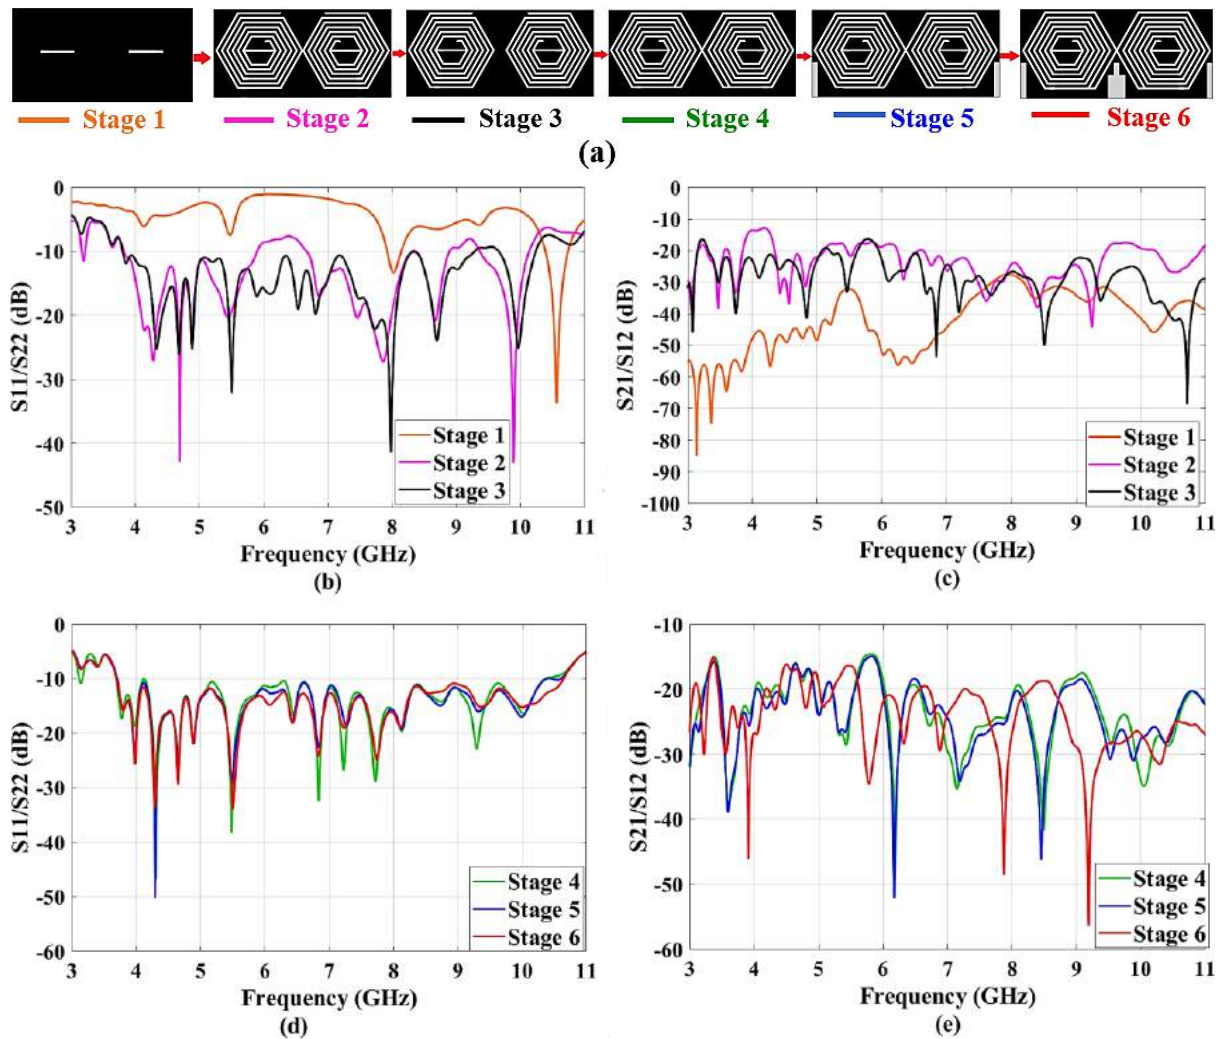 Stage 1 Stage 2 Stage 3 Stage 4 Stage 5 Stage 6
(a)
0
-10
-20
-30
-40
-50
S11/S22 (dB)
Stage 1
Stage 2
Stage 3
3 4 5 6 7 8 9 10 11
Frequency (GHz)
(b)
0
-10
-20
-30
-40
-50
-60
-70
-80
-90
-100
S21/S12 (dB)
Stage 1
Stage 2
Stage 3
3 4 5 6 7 8 9 10 11
Frequency (GHz)
(c)
0
-10
-20
-30
-40
-50
-60
S11/S22 (dB)
Stage 4
Stage 5
Stage 6
3 4 5 6 7 8 9 10 11
Frequency (GHz)
(d)
-10
-20
-30
-40
-50
-60
S21/S12 (dB)
Stage 4
Stage 5
Stage 6
3 4 5 6 7 8 9 10 11
Frequency (GHz)
(e)